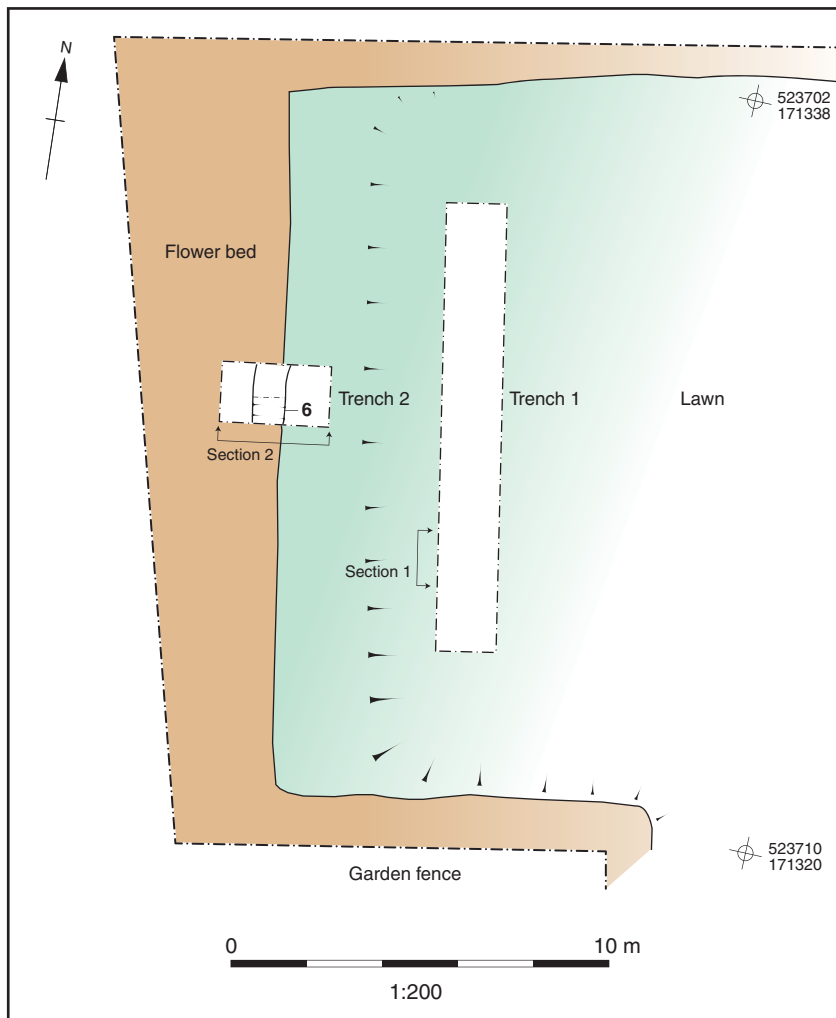 N
523702
171338
Flower bed
Trench 2
Trench 1
Lawn
6
Section 2
Section 1
523710
171320
Garden fence
0 10 m
1:200